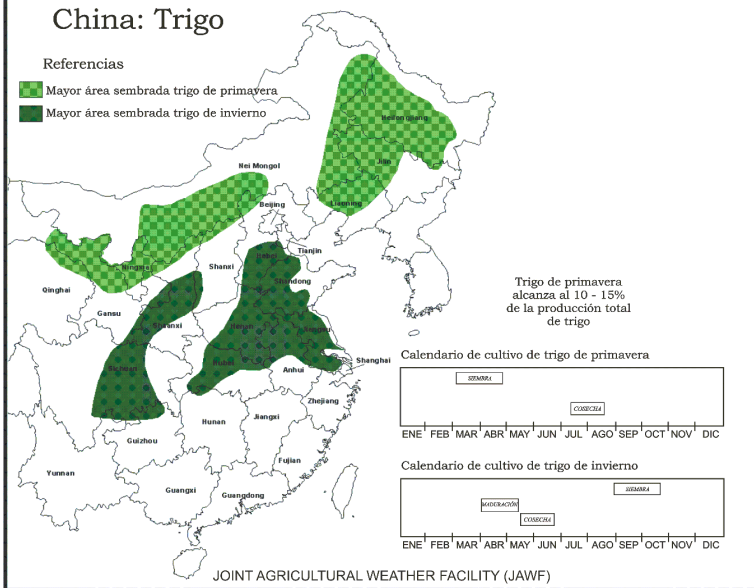 China: Trigo
Referencias
Mayor área sembrada trigo de primavera
Mayor área sembrada trigo de invierno
Heilongjiang
Jilin
Nei Mongol
Liaoning
Beijing
Tianjin
Hebei
Ningxia
Shanxi
Shandong
Qinghai
Gansu
Shaanxi
Henan
Jiangsu
Sichuan
Hubei
Anhui
Shanghai
Zhejiang
Hunan
Jiangxi
Guizhou
Fujian
Yunnan
Guangxi
Guangdong
Trigo de primavera
alcanza al 10 - 15%
de la producción total
de trigo
Calendario de cultivo de trigo de primavera
SIEMBRA
COSECHA
ENE FEB MAR ABR MAY JUN JUL AGO SEP OCT NOV DIC
Calendario de cultivo de trigo de invierno
SIEMBRA
MADURACIÓN
COSECHA
ENE FEB MAR ABR MAY JUN JUL AGO SEP OCT NOV DIC
JOINT AGRICULTURAL WEATHER FACILITY (JAWF)